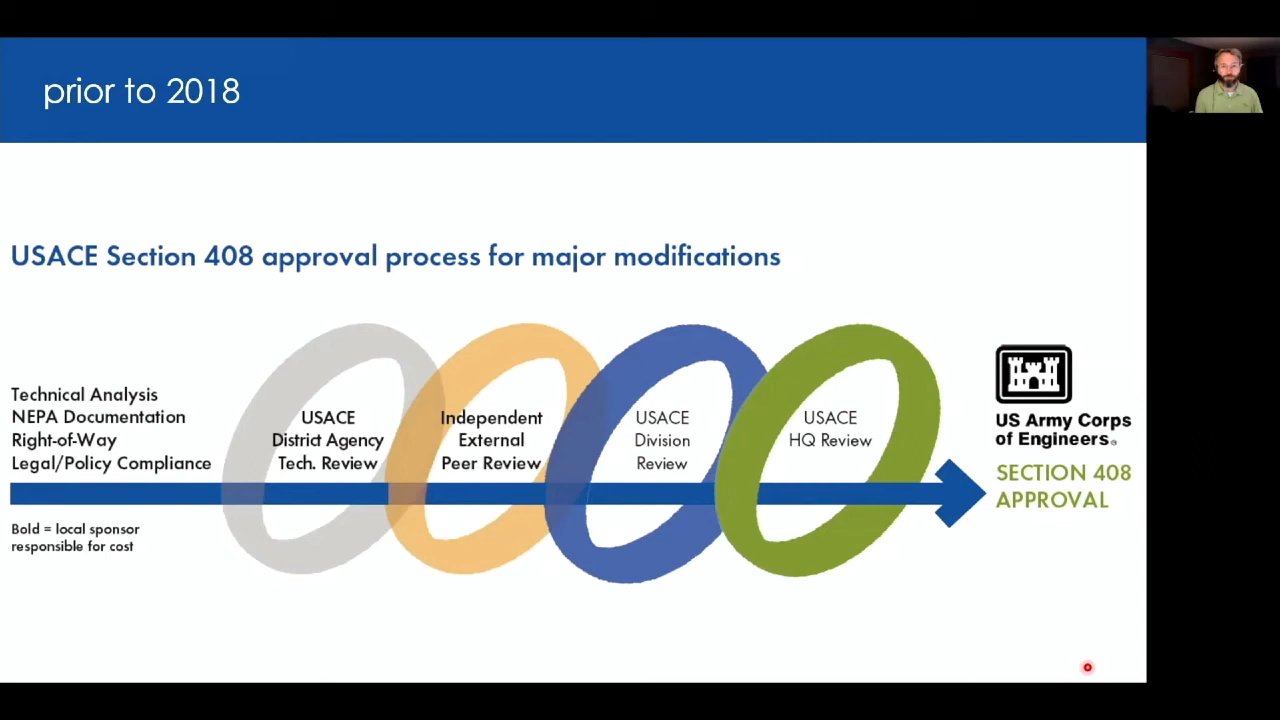 prior to 2018
USACE Section 408 approval process for major modifications
Technical Analysis
NEPA Documentation
Right-of-Way
Legal/Policy Compliance
Bold = local sponsor
responsible for cost
USACE
District Agency
Tech. Review
Independent
External
Peer Review
USACE
Division
Review
USACE
HQ Review
US Army Corps
of Engineers®
SECTION 408
APPROVAL